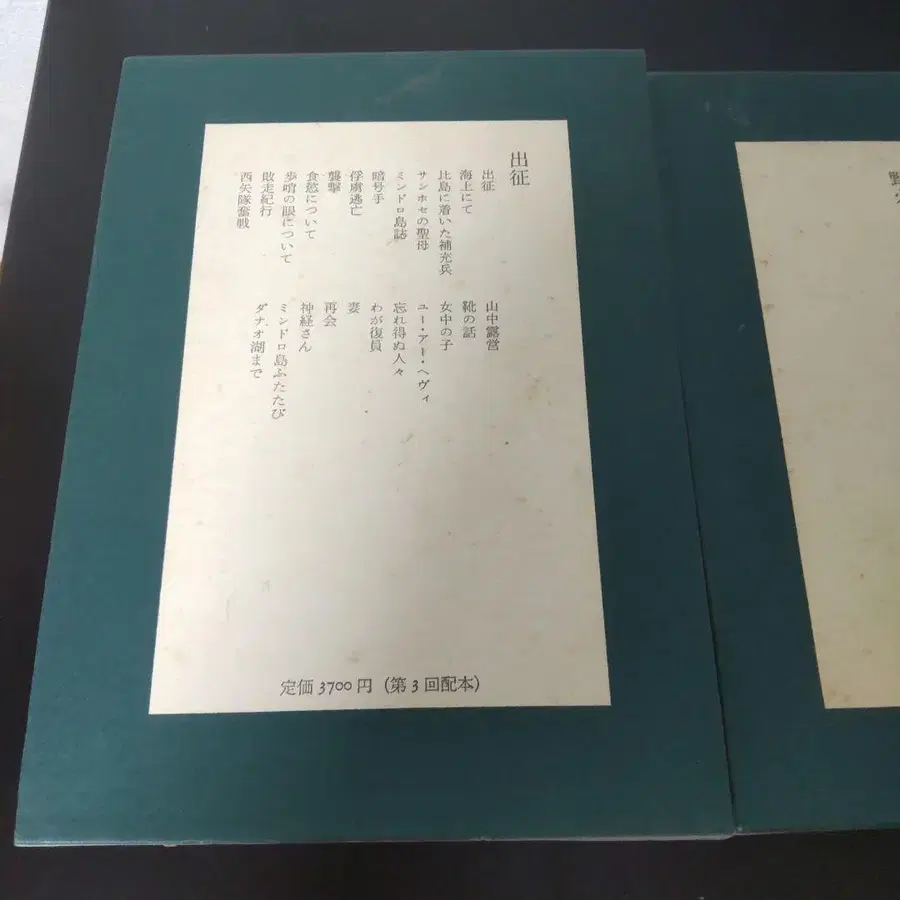 出征
出征
海上にて
比島に着いた補充兵
サンホセの聖母
ミンドロ島誌
暗号手
俘虜逃亡
襲撃
食慾について
歩哨の眼について
敗走紀行
西矢隊奮戦
山中露営
靴の話
女中の子
ユー・アー・ヘヴィ
忘れ得ぬ人々
わが復員
妻
再会
神経さん
ミンドロ島ふたたび
ダナオ湖まで
定価 3700 円 (第 3 回配本)
野